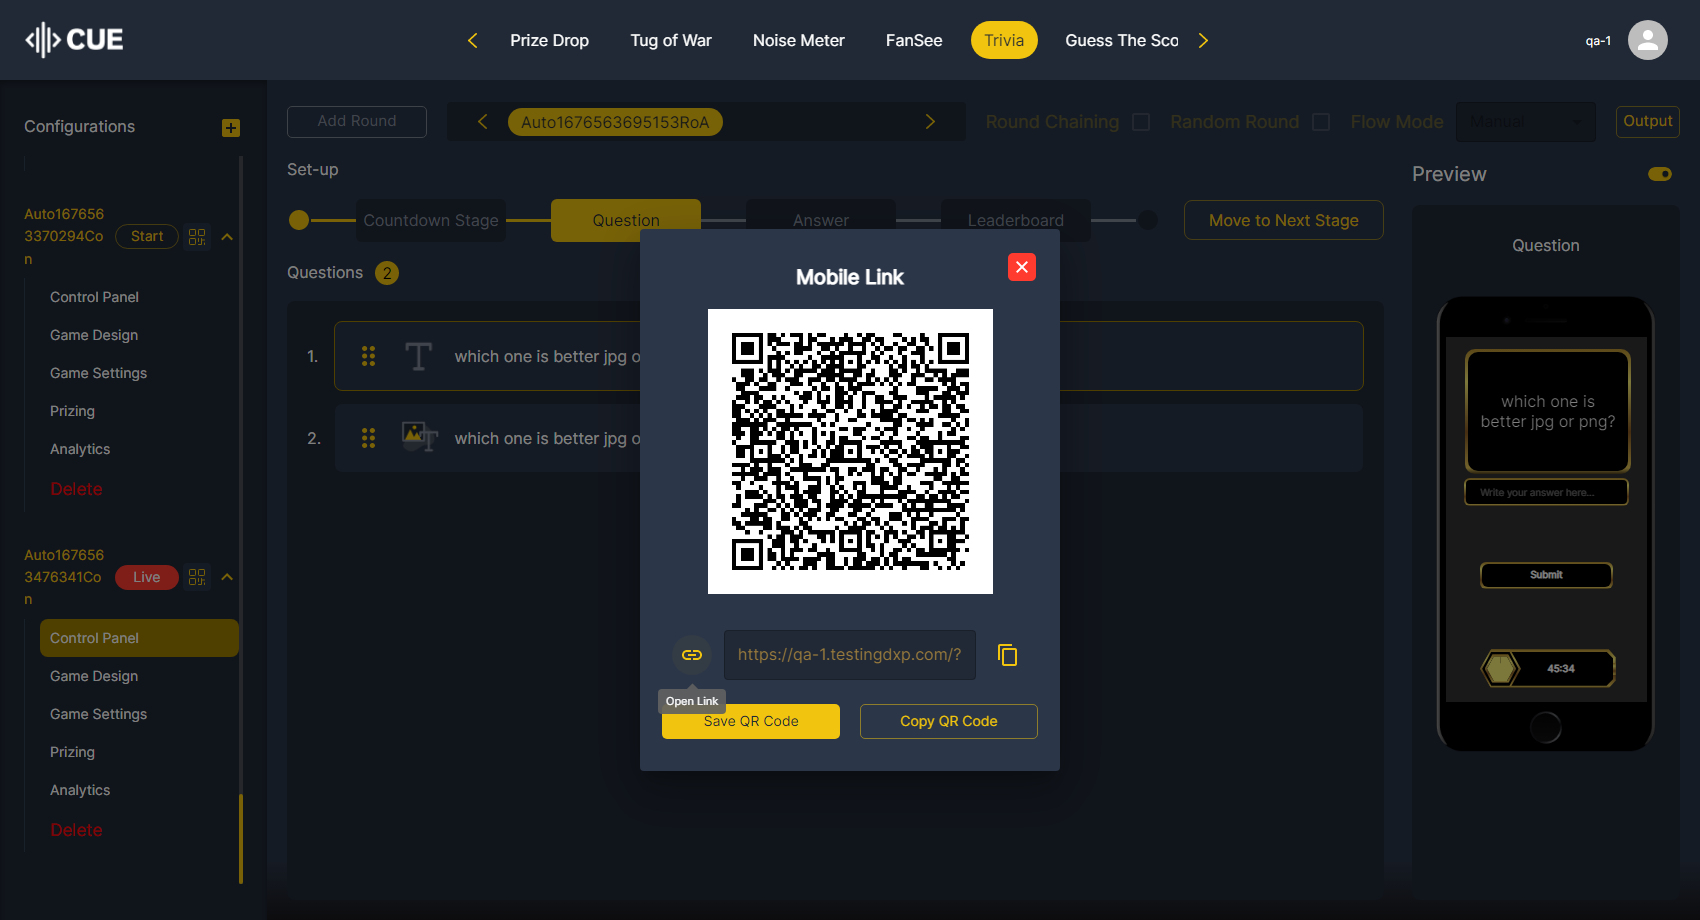 CUE
Prize Drop
Tug of War
Noise Meter
FanSee
Trivia
Guess The Sco
qa-1
Configurations
Add Round
Auto1676563695153RoA
Round Chaining
Random Round
Flow Mode
Manual
Output
Set-up
Preview
Countdown Stage
Question
Answer
Leaderboard
Move to Next Stage
Questions 2
1.
which one is better jpg o
2.
which one is better jpg o
Auto167656
3370294Co
n
Start
Control Panel
Game Design
Game Settings
Prizing
Analytics
Delete
Auto167656
3476341Co
n
Live
Control Panel
Game Design
Game Settings
Prizing
Analytics
Delete
Mobile Link
https://qa-1.testingdxp.com/?
Open Link
Save QR Code
Copy QR Code
Question
which one is
better jpg or png?
Write your answer here...
Submit
45:34